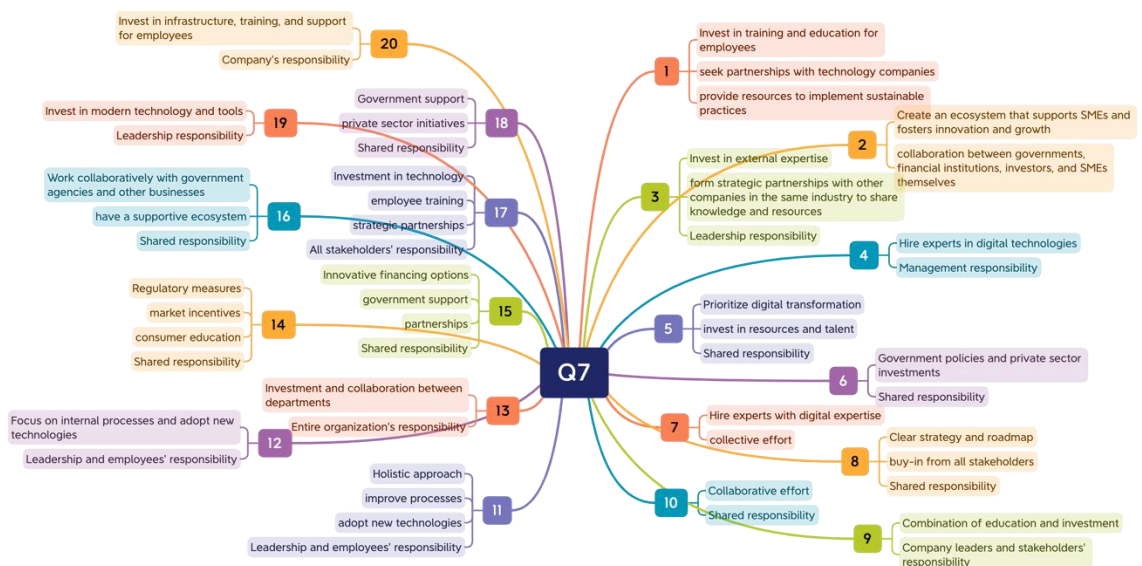 Q7
1
Invest in training and education for
employees
seek partnerships with technology companies
provide resources to implement sustainable
practices
2
Create an ecosystem that supports SMEs and
fosters innovation and growth
collaboration between governments,
financial institutions, investors, and SMEs
themselves
3
Invest in external expertise
form strategic partnerships with other
companies in the same industry to share
knowledge and resources
Leadership responsibility
4
Hire experts in digital technologies
Management responsibility
5
Prioritize digital transformation
invest in resources and talent
Shared responsibility
6
Government policies and private sector
investments
Shared responsibility
7
Hire experts with digital expertise
collective effort
8
Clear strategy and roadmap
buy-in from all stakeholders
Shared responsibility
9
Combination of education and investment
Company leaders and stakeholders'
responsibility
10
Collaborative effort
Shared responsibility
11
Holistic approach
improve processes
adopt new technologies
Leadership and employees' responsibility
12
Focus on internal processes and adopt new
technologies
Leadership and employees' responsibility
13
Investment and collaboration between
departments
Entire organization's responsibility
14
Regulatory measures
market incentives
consumer education
Shared responsibility
15
Innovative financing options
government support
partnerships
Shared responsibility
16
Work collaboratively with government
agencies and other businesses
have a supportive ecosystem
Shared responsibility
17
Investment in technology
employee training
strategic partnerships
All stakeholders' responsibility
18
Government support
private sector initiatives
Shared responsibility
19
Invest in modern technology and tools
Leadership responsibility
20
Invest in infrastructure, training, and support
for employees
Company's responsibility